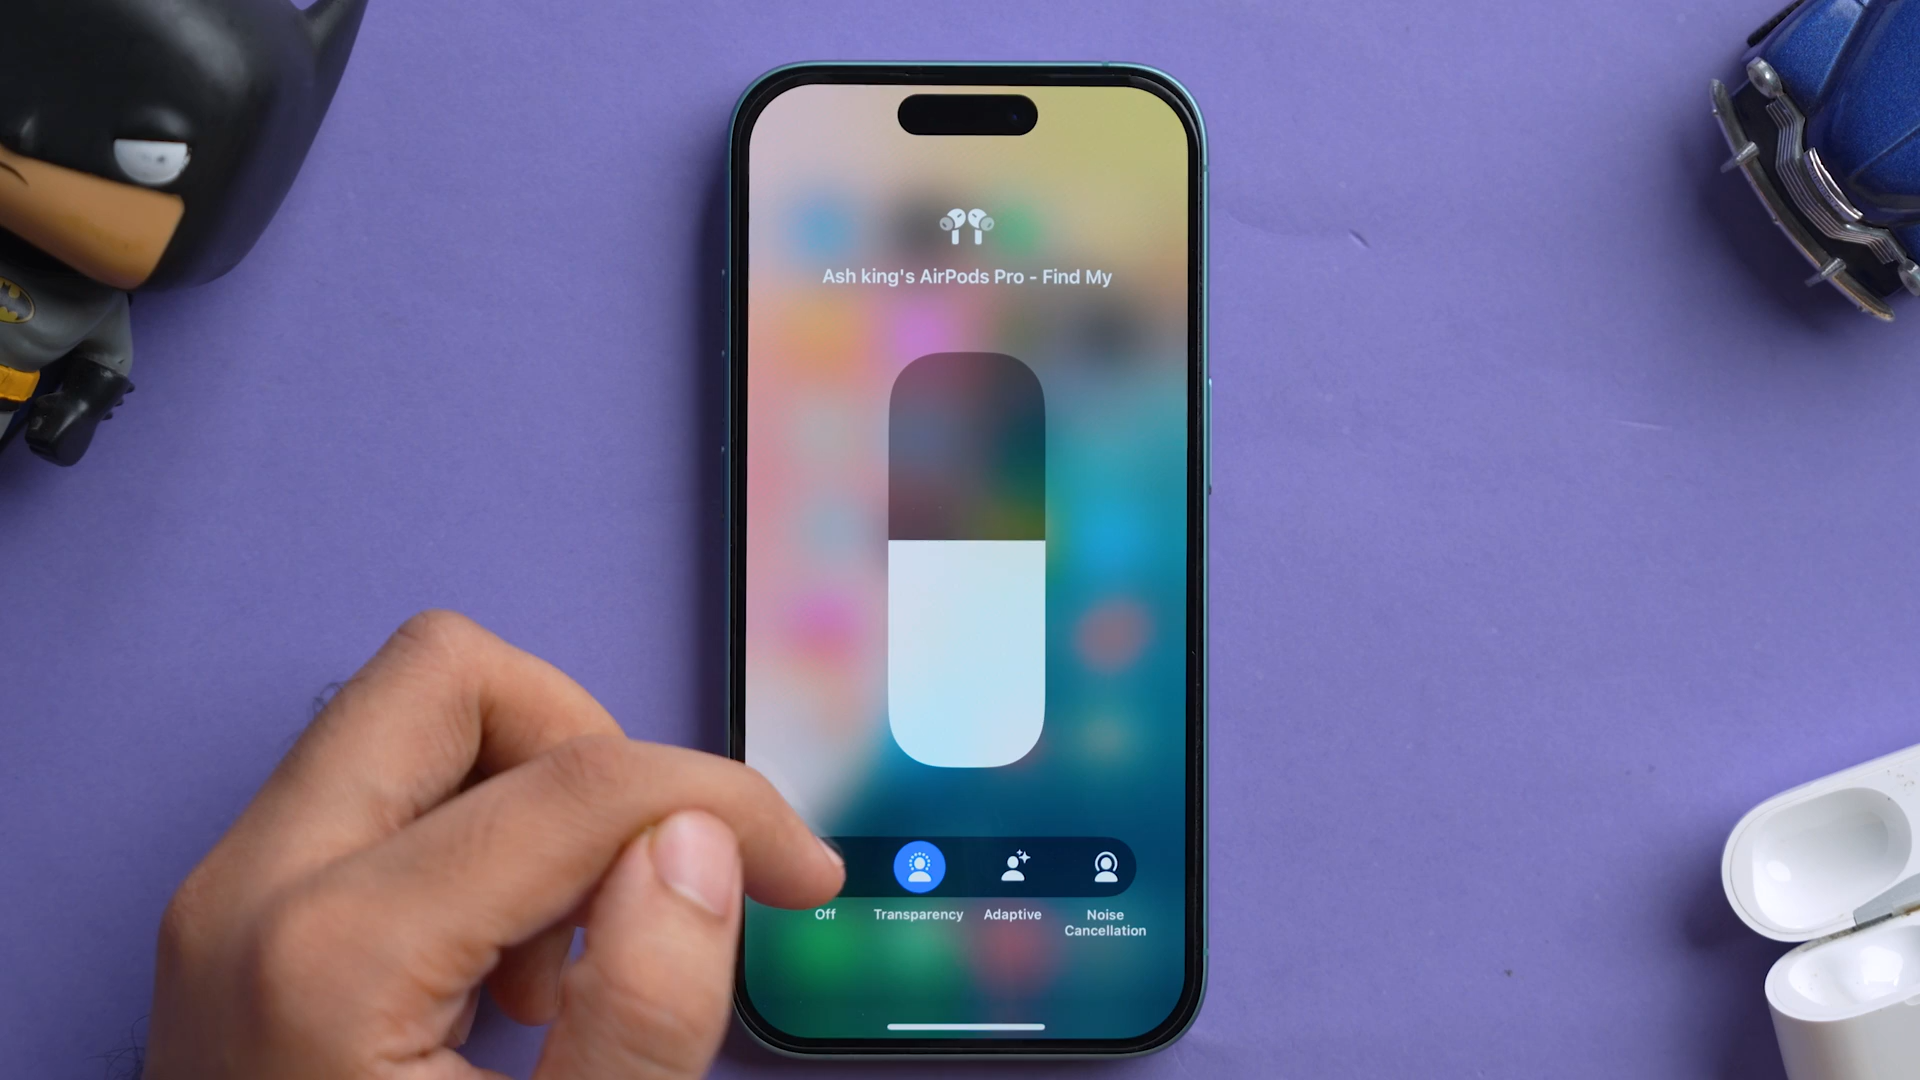 Ash king's AirPods Pro - Find My
Off
Transparency
Adaptive
Noise
Cancellation